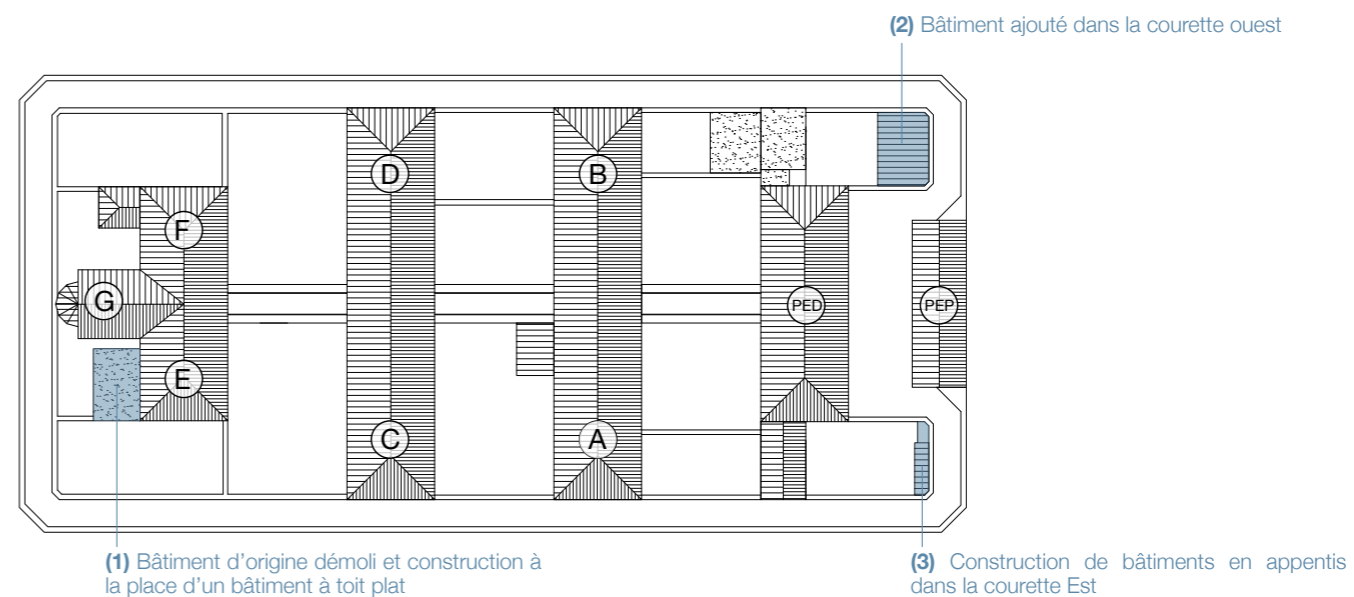 (2) Bâtiment ajouté dans la courette ouest
D
B
F
G
PED
PEP
E
C
A
(1) Bâtiment d'origine démoli et construction à
la place d'un bâtiment à toit plat
(3) Construction de bâtiments en appentis
dans la courette Est